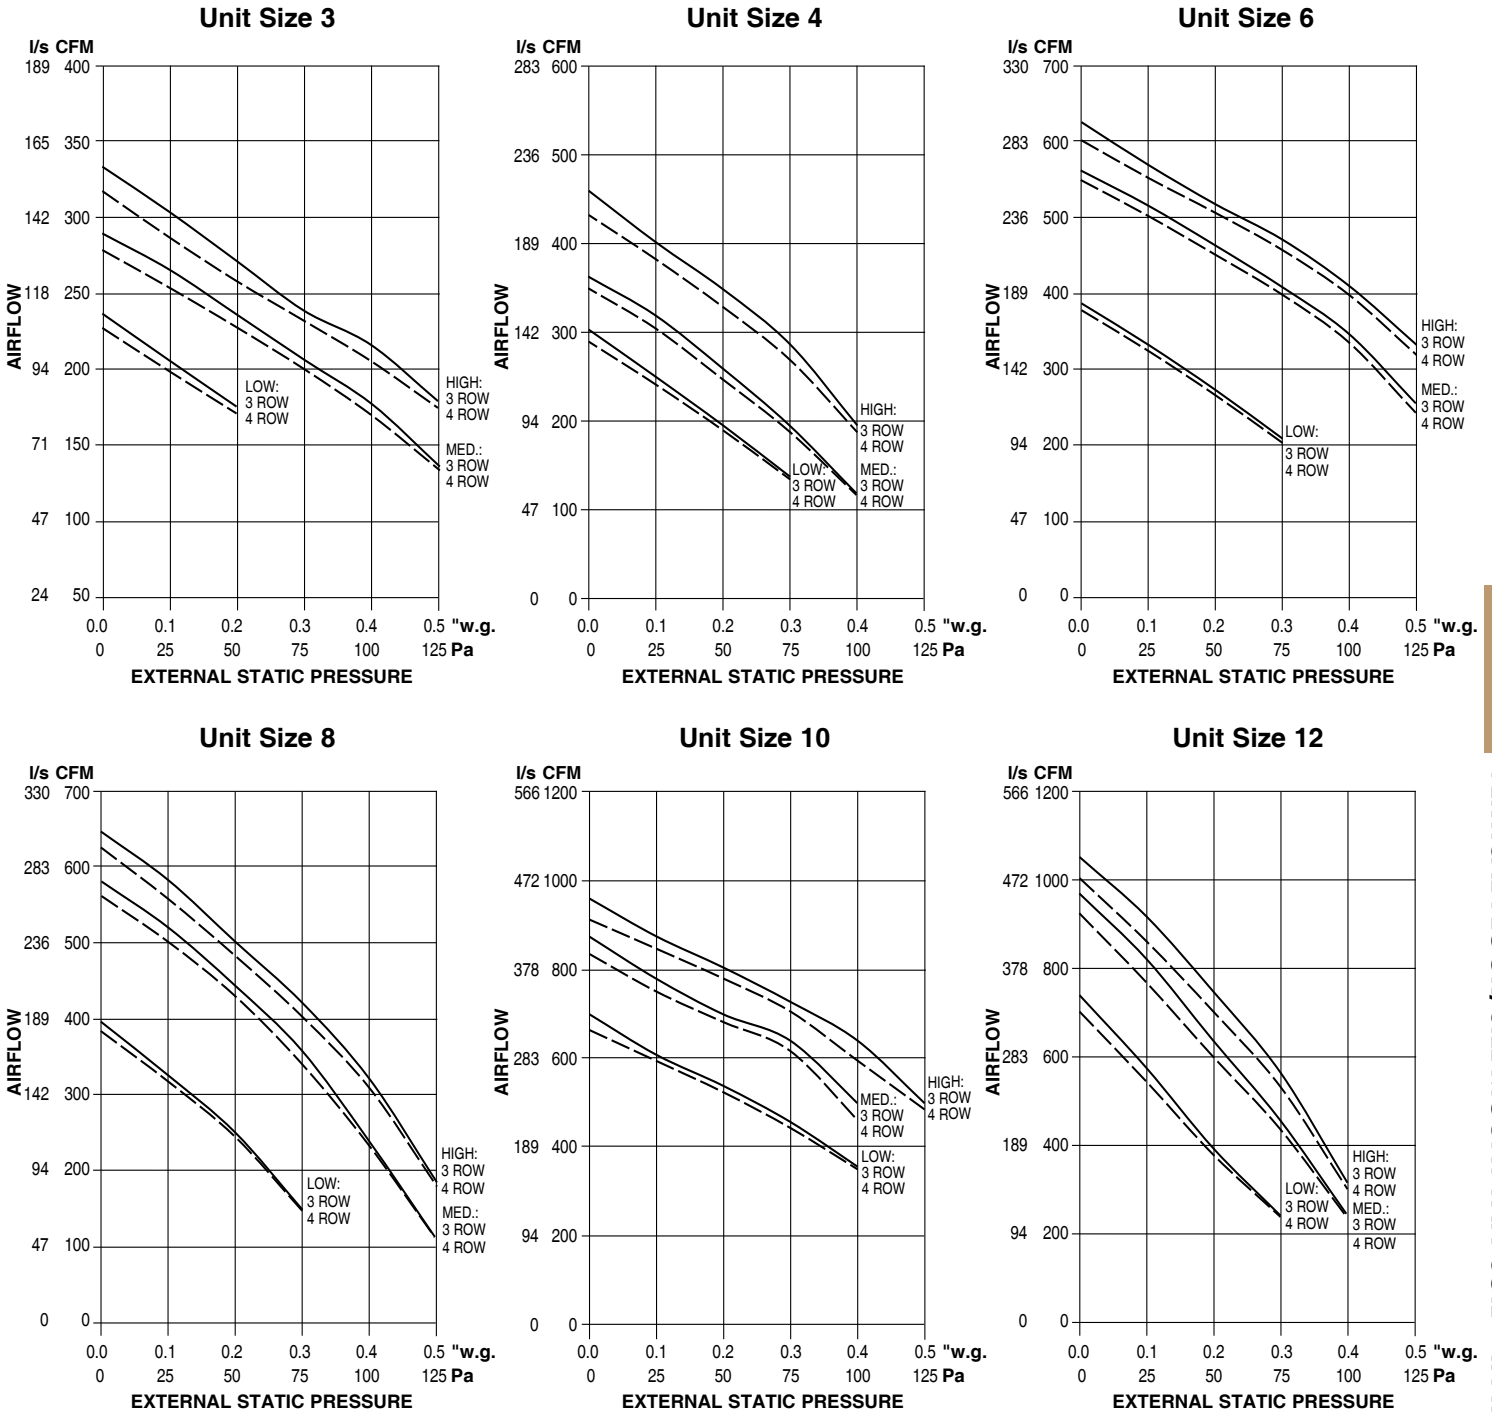 Unit Size 3
l/s CFM
189 400
165 350
142 300
118 250
94 200
71 150
47 100
24 50
AIRFLOW
LOW:
3 ROW
4 ROW
HIGH:
3 ROW
4 ROW
MED.:
3 ROW
4 ROW
0.0 0.1 0.2 0.3 0.4 0.5 "w.g.
0 25 50 75 100 125 Pa
EXTERNAL STATIC PRESSURE
Unit Size 4
l/s CFM
283 600
236 500
189 400
142 300
94 200
47 100
0 0
AIRFLOW
HIGH:
3 ROW
4 ROW
LOW:
3 ROW
4 ROW
MED.:
3 ROW
4 ROW
0.0 0.1 0.2 0.3 0.4 0.5 "w.g.
0 25 50 75 100 125 Pa
EXTERNAL STATIC PRESSURE
Unit Size 6
l/s CFM
330 700
283 600
236 500
189 400
142 300
94 200
47 100
0 0
AIRFLOW
HIGH:
3 ROW
4 ROW
MED.:
3 ROW
4 ROW
LOW:
3 ROW
4 ROW
0.0 0.1 0.2 0.3 0.4 0.5 "w.g.
0 25 50 75 100 125 Pa
EXTERNAL STATIC PRESSURE
Unit Size 8
l/s CFM
330 700
283 600
236 500
189 400
142 300
94 200
47 100
0 0
AIRFLOW
HIGH:
3 ROW
4 ROW
LOW:
3 ROW
4 ROW
MED.:
3 ROW
4 ROW
0.0 0.1 0.2 0.3 0.4 0.5 "w.g.
0 25 50 75 100 125 Pa
EXTERNAL STATIC PRESSURE
Unit Size 10
l/s CFM
566 1200
472 1000
378 800
283 600
189 400
94 200
0 0
AIRFLOW
HIGH:
3 ROW
4 ROW
MED.:
3 ROW
4 ROW
LOW:
3 ROW
4 ROW
0.0 0.1 0.2 0.3 0.4 0.5 "w.g.
0 25 50 75 100 125 Pa
EXTERNAL STATIC PRESSURE
Unit Size 12
l/s CFM
566 1200
472 1000
378 800
283 600
189 400
94 200
0 0
AIRFLOW
HIGH:
3 ROW
4 ROW
LOW:
3 ROW
4 ROW
MED.:
3 ROW
4 ROW
0.0 0.1 0.2 0.3 0.4 0.5 "w.g.
0 25 50 75 100 125 Pa
EXTERNAL STATIC PRESSURE